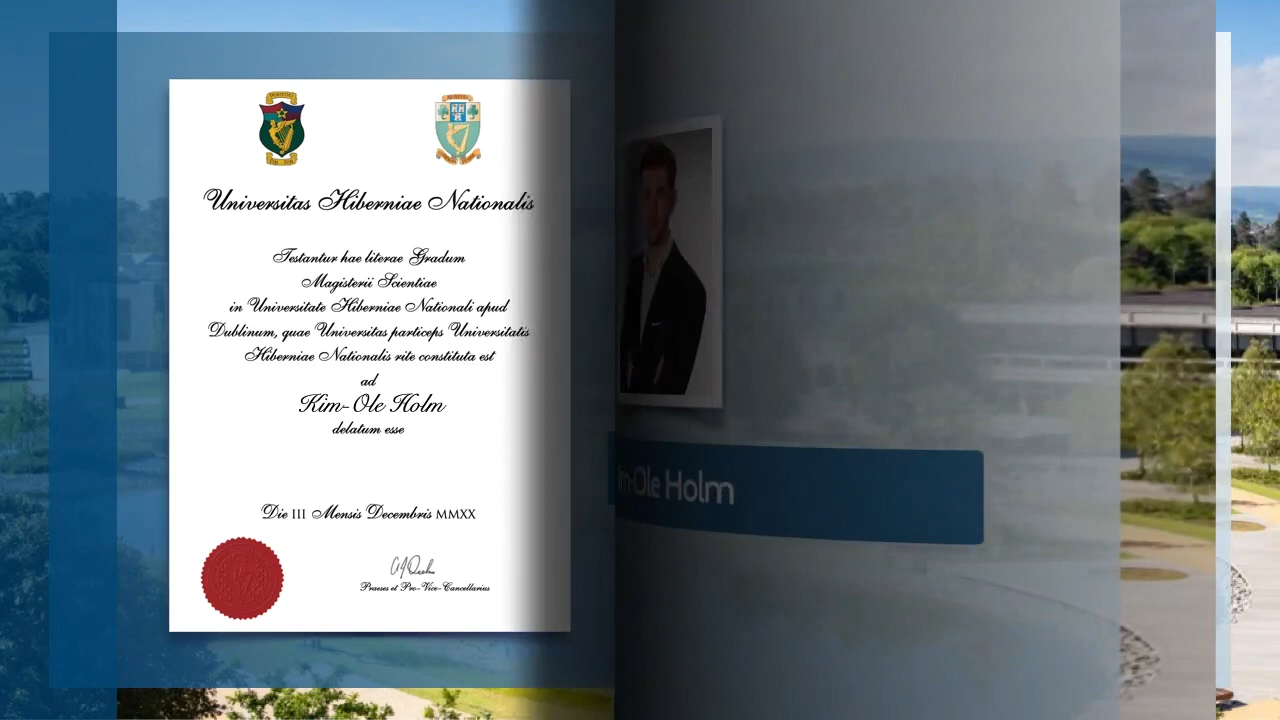 Universitas Hiberniae Nationalis
Testantur hae literae Gradum
Magisterii Scientiae
in Universitate Hiberniae Nationali apud
Dublinum, quae Universitas particeps Universitatis
Hiberniae Nationalis rite constituta est
ad
Kim-Ole Holm
delatum esse
Die III Mensis Decembris MMXX
Praeses et Pro-Vice-Cancellarius
m-Ole Holm